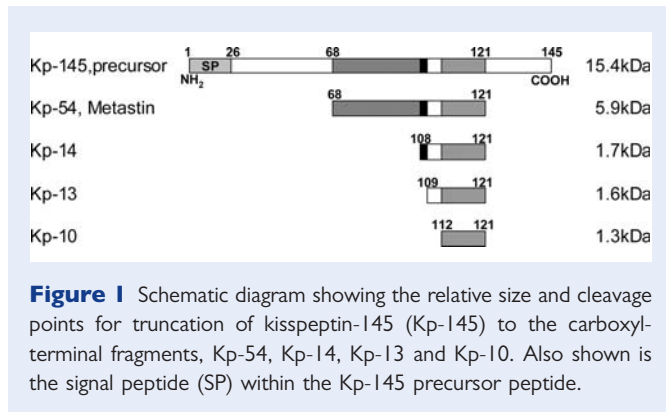 1 26 68 121 145
Kp-145,precursor SP 15.4kDa
NH2 COOH
68 121
Kp-54, Metastin 5.9kDa
108 121
Kp-14 1.7kDa
109 121
Kp-13 1.6kDa
112 121
Kp-10 1.3kDa
Figure 1 Schematic diagram showing the relative size and cleavage
points for truncation of kisspeptin-145 (Kp-145) to the carboxyl-
terminal fragments, Kp-54, Kp-14, Kp-13 and Kp-10. Also shown is
the signal peptide (SP) within the Kp-145 precursor peptide.